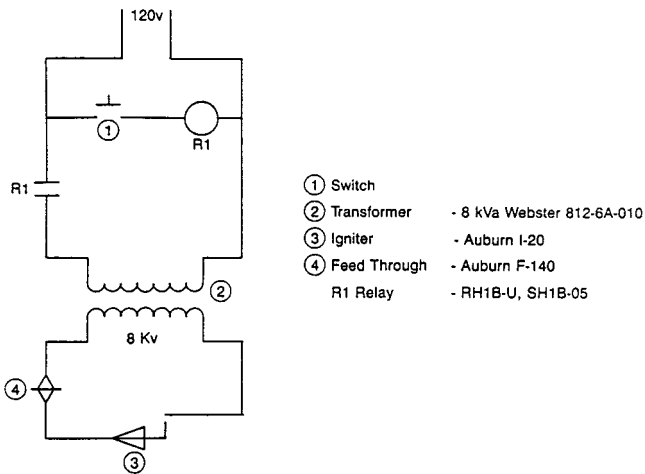 120v
1
R1
R1
2
8 Kv
4
3
1 Switch
2 Transformer - 8 kVa Webster 812-6A-010
3 Igniter - Auburn I-20
4 Feed Through - Auburn F-140
R1 Relay - RH1B-U, SH1B-05